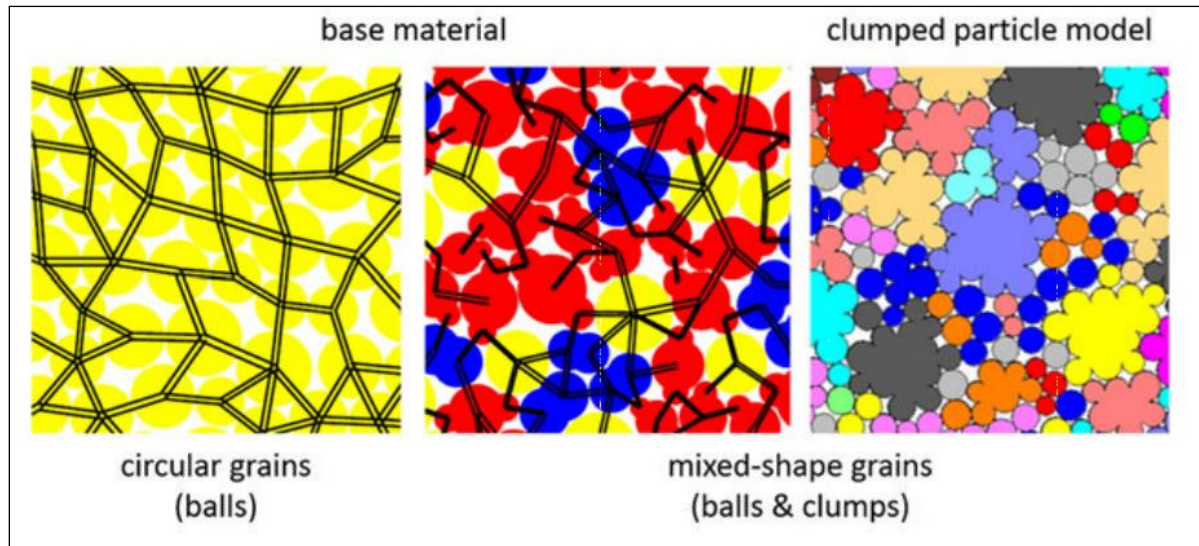 base material
clumped particle model
circular grains
(balls)
mixed-shape grains
(balls & clumps)